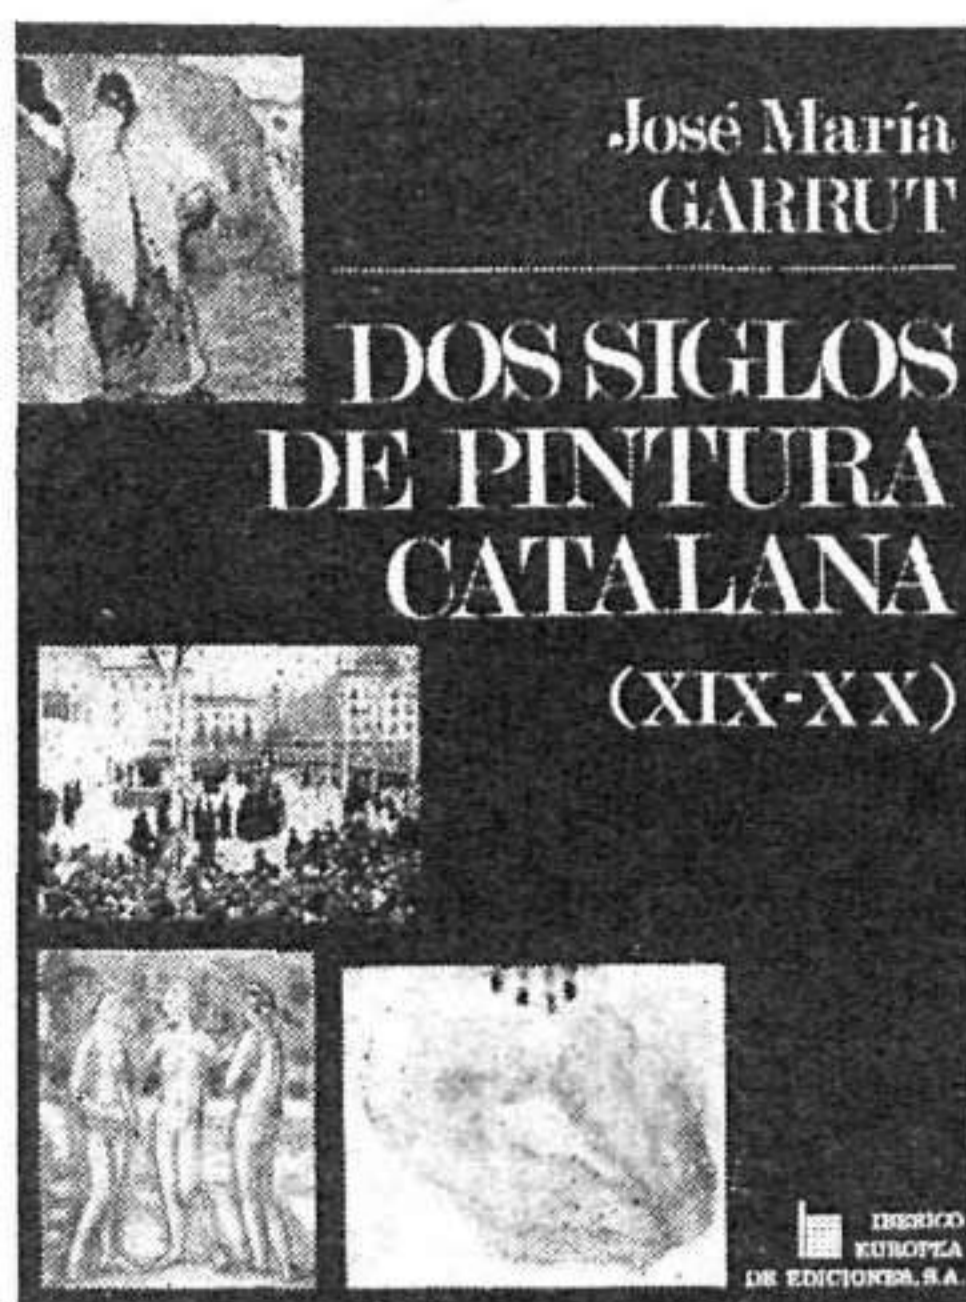 José María
GARRUT
DOS SIGLOS
DE PINTURA
CATALANA
(XIX-XX)
IBERICO
EUROPEA
DE EDICIONES, S.A.